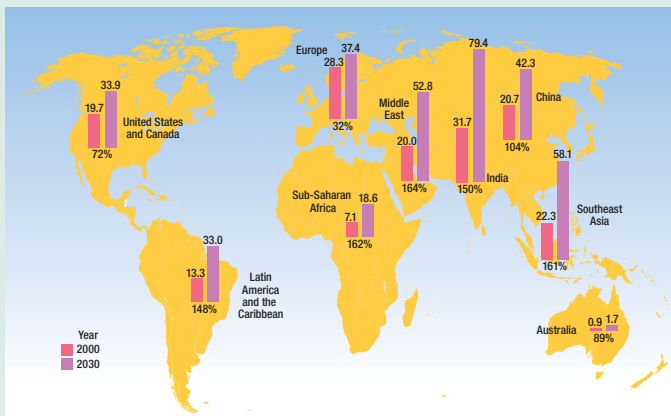 Europe
28.3
37.4
32%
79.4
31.7
India
150%
42.3
20.7
China
104%
33.9
19.7
United States
and Canada
72%
Middle
East
52.8
20.0
164%
58.1
22.3
Southeast
Asia
161%
Sub-Saharan
Africa
18.6
7.1
162%
33.0
13.3
Latin
America
and the
Caribbean
148%
Australia
0.9
1.7
89%
Year
2000
2030